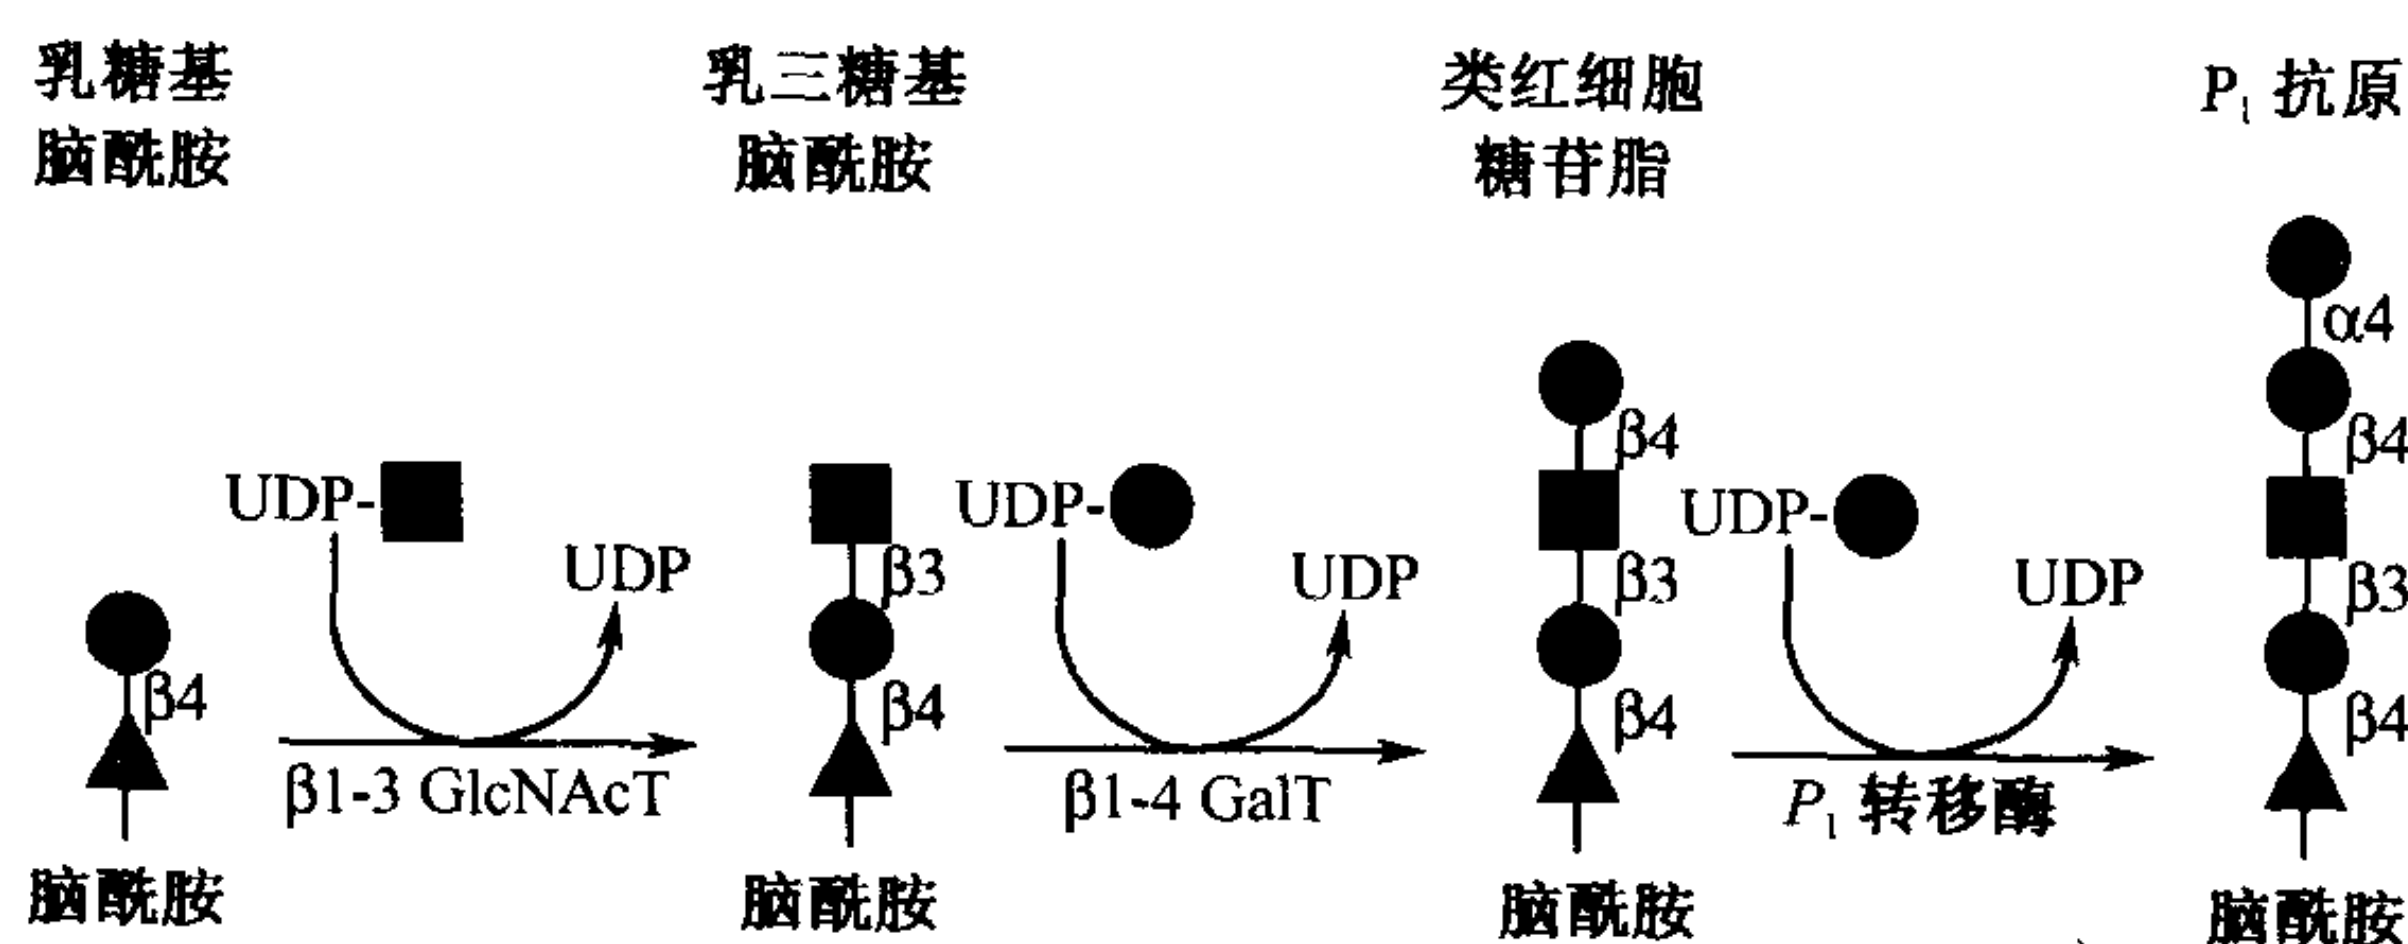 乳糖基
脑酰胺
乳三糖基
脑酰胺
类红细胞
糖苷脂
P₁ 抗原
β4
脑酰胺
UDP-
UDP
β1-3 GlcNAcT
β3
β4
脑酰胺
UDP-
UDP
β1-4 GalT
β4
β3
β4
脑酰胺
UDP-
UDP
P₁ 转移酶
α4
β4
β3
β4
脑酰胺